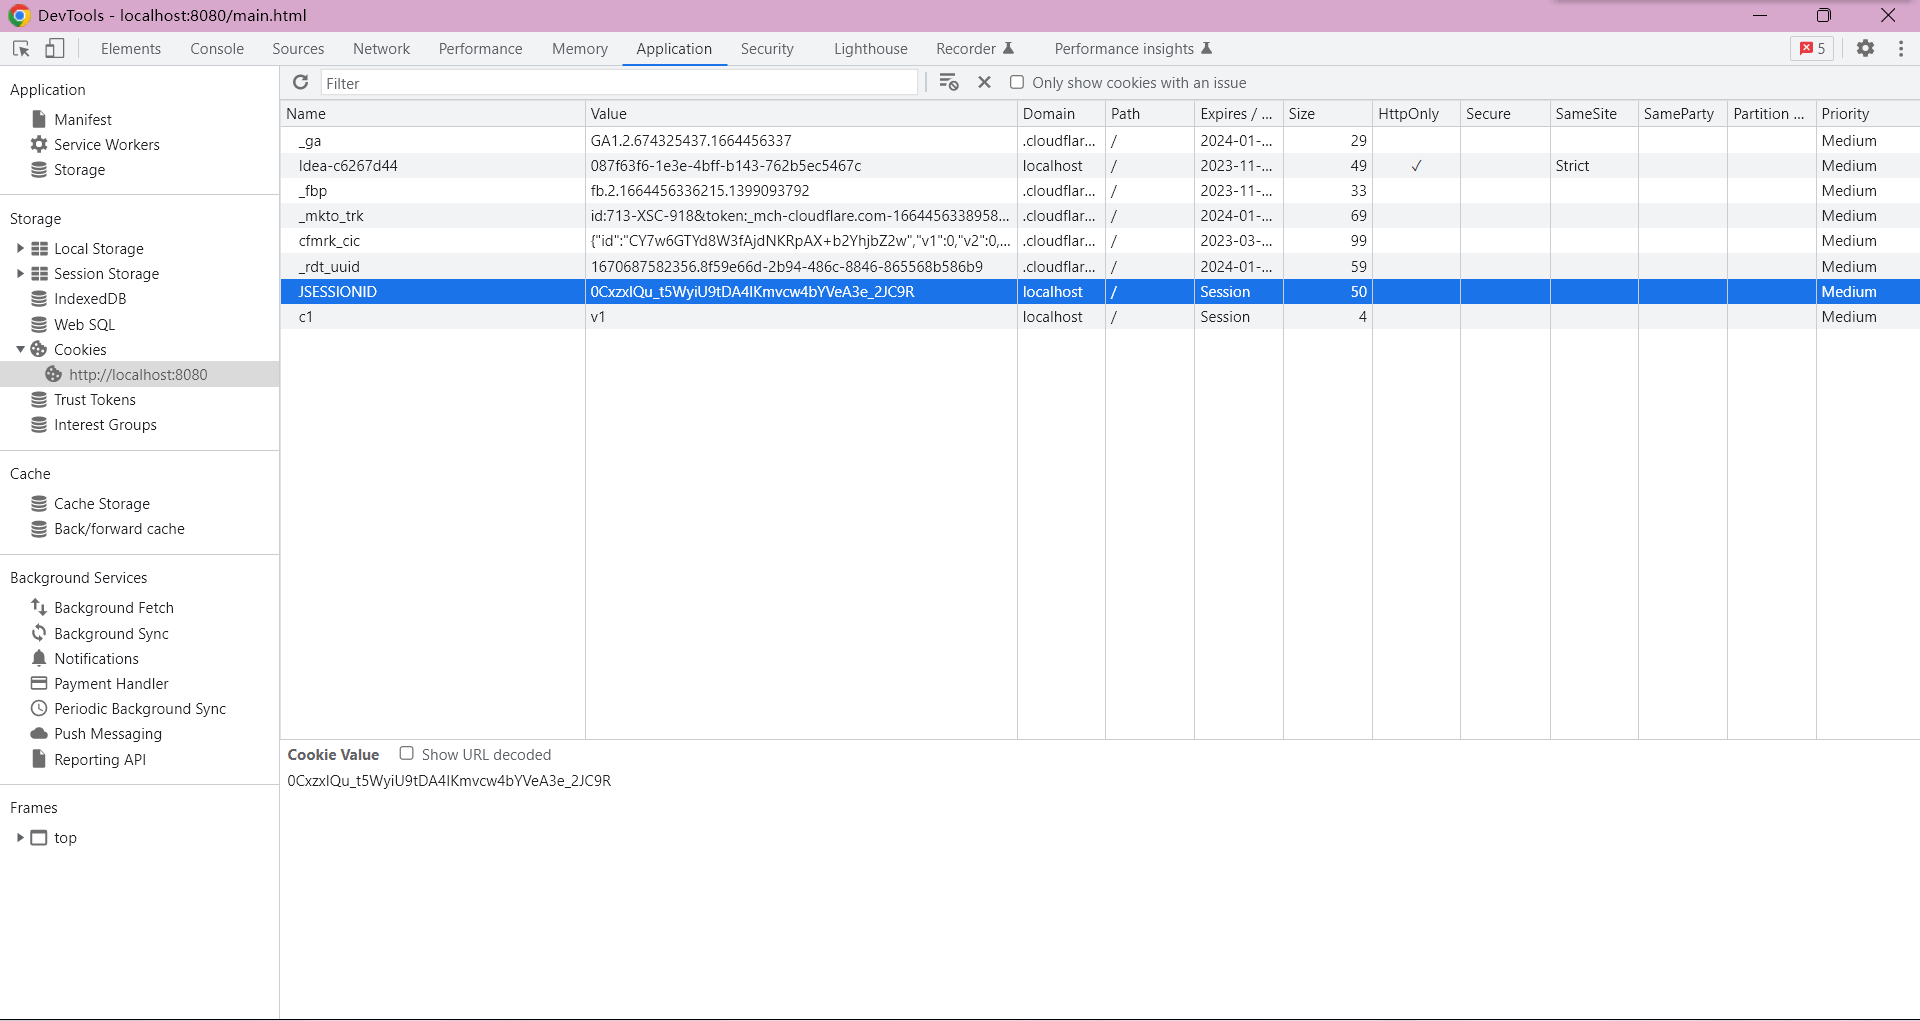 DevTools - localhost:8080/main.html
Elements Console Sources Network Performance Memory Application Security Lighthouse Recorder Performance insights 5
Application
Manifest
Service Workers
Storage
Storage
Local Storage
Session Storage
IndexedDB
Web SQL
Cookies
http://localhost:8080
Trust Tokens
Interest Groups
Cache
Cache Storage
Back/forward cache
Background Services
Background Fetch
Background Sync
Notifications
Payment Handler
Periodic Background Sync
Push Messaging
Reporting API
Frames
top
Filter Only show cookies with an issue
Name Value Domain Path Expires / ... Size HttpOnly Secure SameSite SameParty Partition ... Priority
_ga GA1.2.674325437.1664456337 .cloudflar... / 2024-01-... 29 Medium
Idea-c6267d44 087f63f6-1e3e-4bff-b143-762b5ec5467c localhost / 2023-11-... 49 ✓ Strict Medium
_fbp fb.2.1664456336215.1399093792 .cloudflar... / 2023-11-... 33 Medium
_mkto_trk id:713-XSC-918&token:_mch-cloudflare.com-1664456338958... .cloudflar... / 2024-01-... 69 Medium
cfmrk_cic {"id":"CY7w6GTYd8W3fAjdNKRpAX+b2YhjbZ2w","v1":0,"v2":0,... .cloudflar... / 2023-03-... 99 Medium
_rdt_uuid 1670687582356.8f59e66d-2b94-486c-8846-865568b586b9 .cloudflar... / 2024-01-... 59 Medium
JSESSIONID 0CxzxIQu_t5WyiU9tDA4IKmvcw4bYVeA3e_2JC9R localhost / Session 50 Medium
c1 v1 localhost / Session 4 Medium
Cookie Value Show URL decoded
0CxzxIQu_t5WyiU9tDA4IKmvcw4bYVeA3e_2JC9R